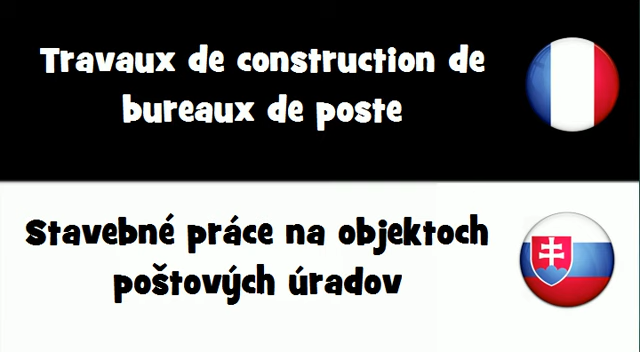 Travaux de construction de
bureaux de poste
Stavebné práce na objektoch
poštových úradov